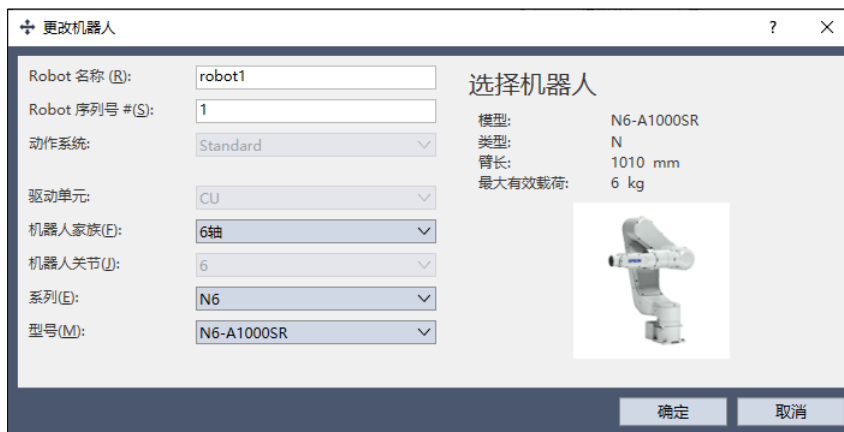 更改机器人
?
Robot 名称 (R):
robot1
Robot 序列号 #(S):
1
动作系统:
Standard
驱动单元:
CU
机器人家族(F):
6轴
机器人关节(J):
6
系列(E):
N6
型号(M):
N6-A1000SR
选择机器人
模型: N6-A1000SR
类型: N
臂长: 1010 mm
最大有效载荷: 6 kg
EPSON
确定
取消